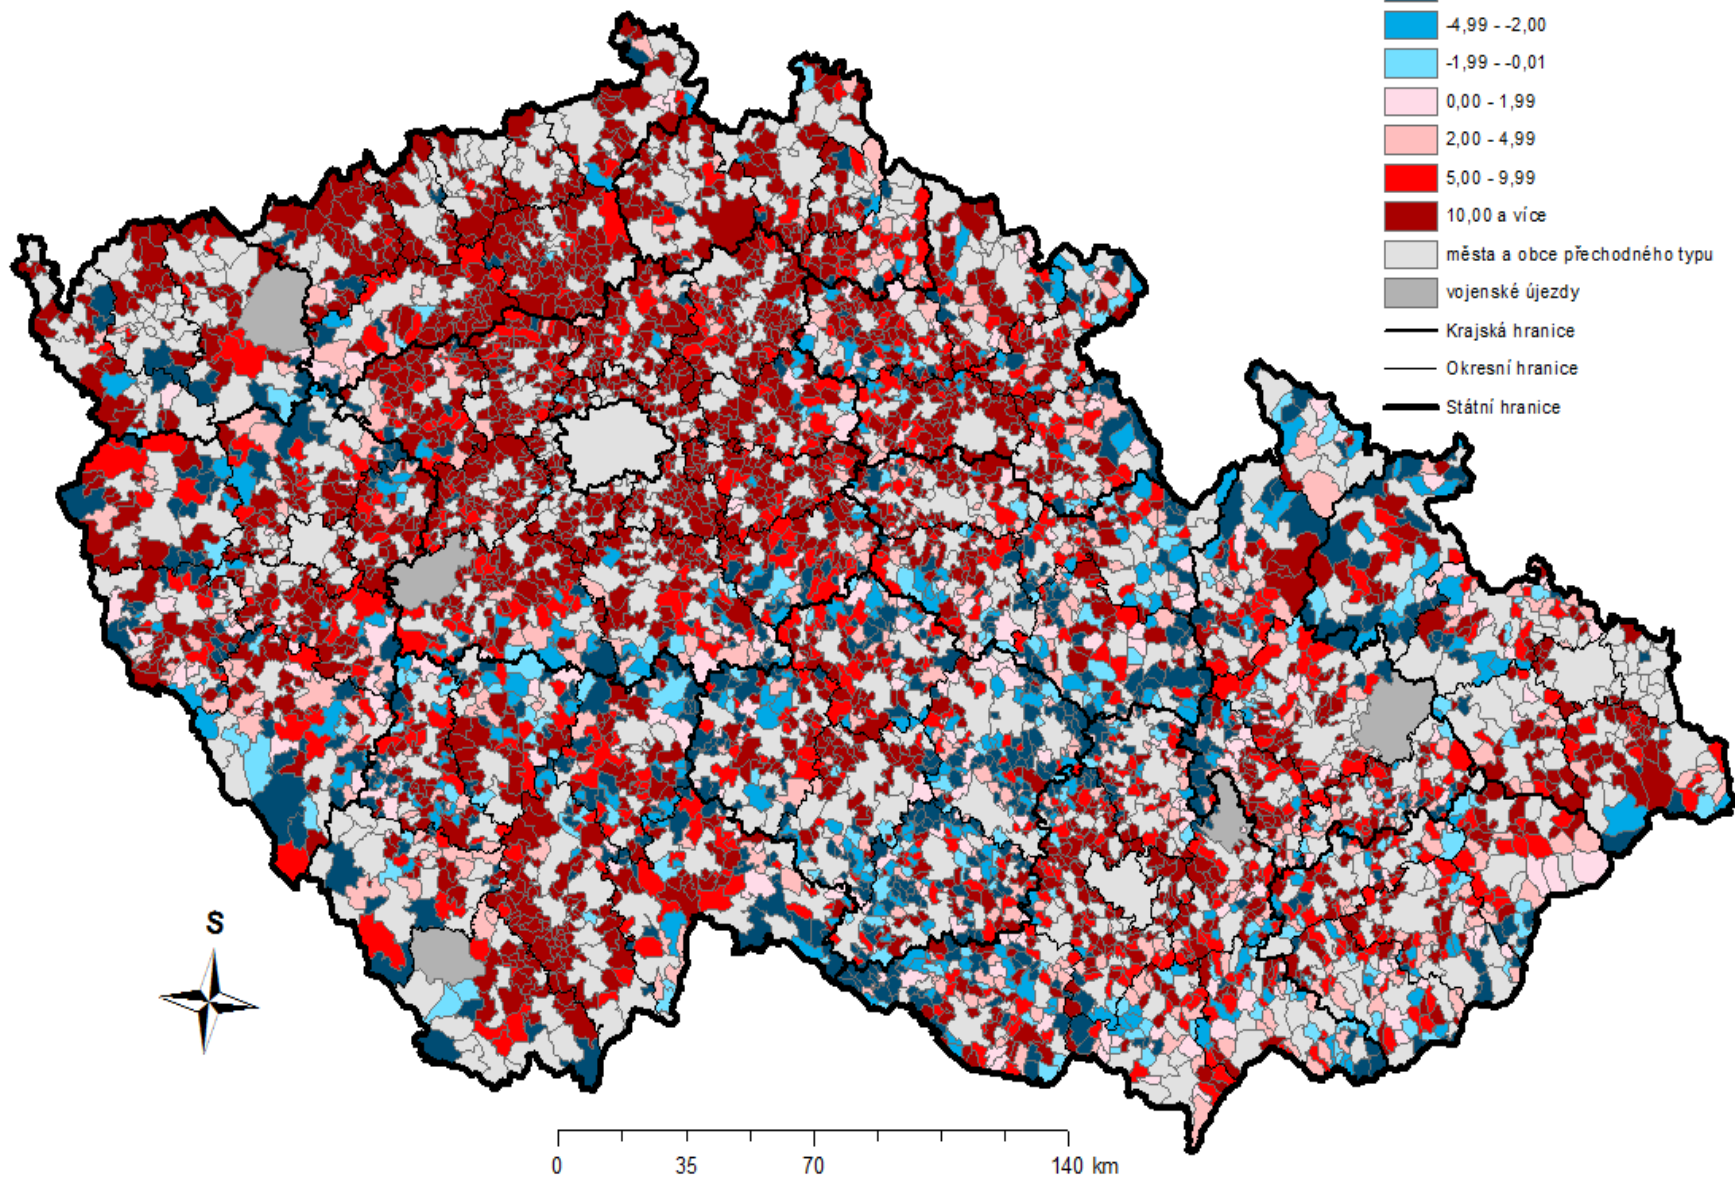 -4,99 - -2,00
-1,99 - -0,01
0,00 - 1,99
2,00 - 4,99
5,00 - 9,99
10,00 a více
města a obce přechodného typu
vojenské újezdy
Krajská hranice
Okresní hranice
Státní hranice
S
0 35 70 140 km